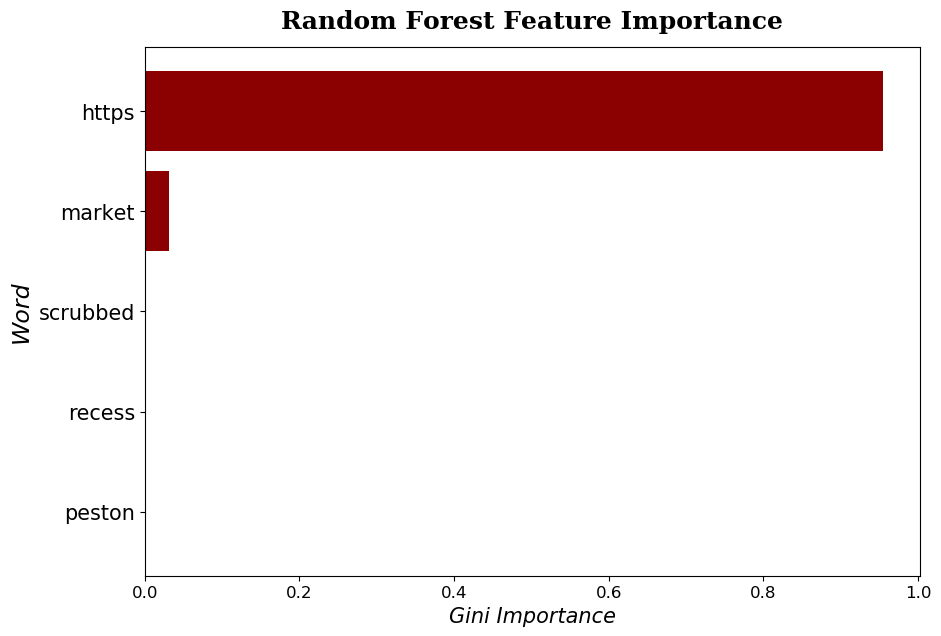 Random Forest Feature Importance
https
market
scrubbed
recess
peston
Word
0.0 0.2 0.4 0.6 0.8 1.0
Gini Importance